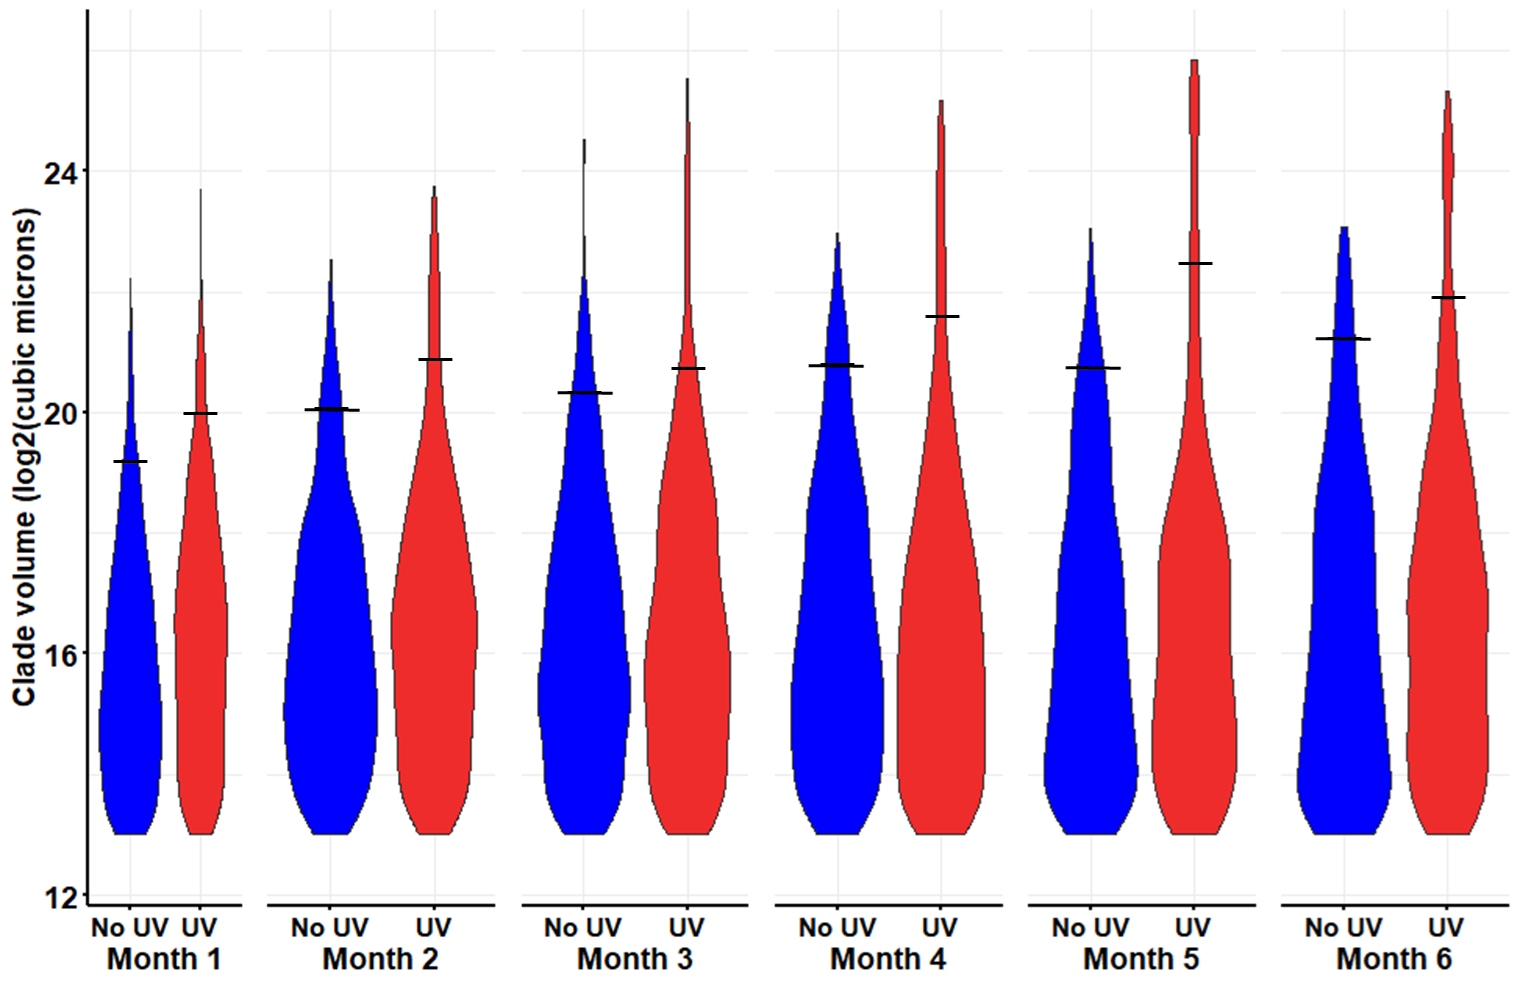 Clade volume (log2(cubic microns)
24
20
16
12
No UV UV
Month 1
No UV UV
Month 2
No UV UV
Month 3
No UV UV
Month 4
No UV UV
Month 5
No UV UV
Month 6